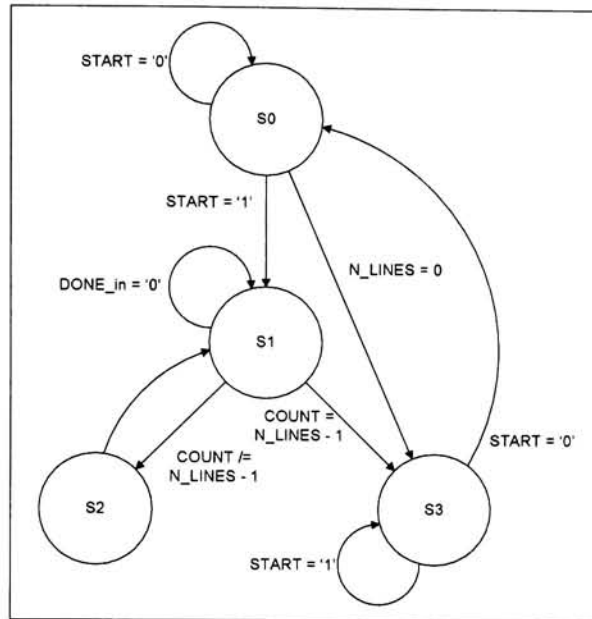 START = '0'
S0
START = '1'
N_LINES = 0
DONE_in = '0'
S1
COUNT =
N_LINES - 1
COUNT /=
N_LINES - 1
START = '0'
S2
S3
START = '1'